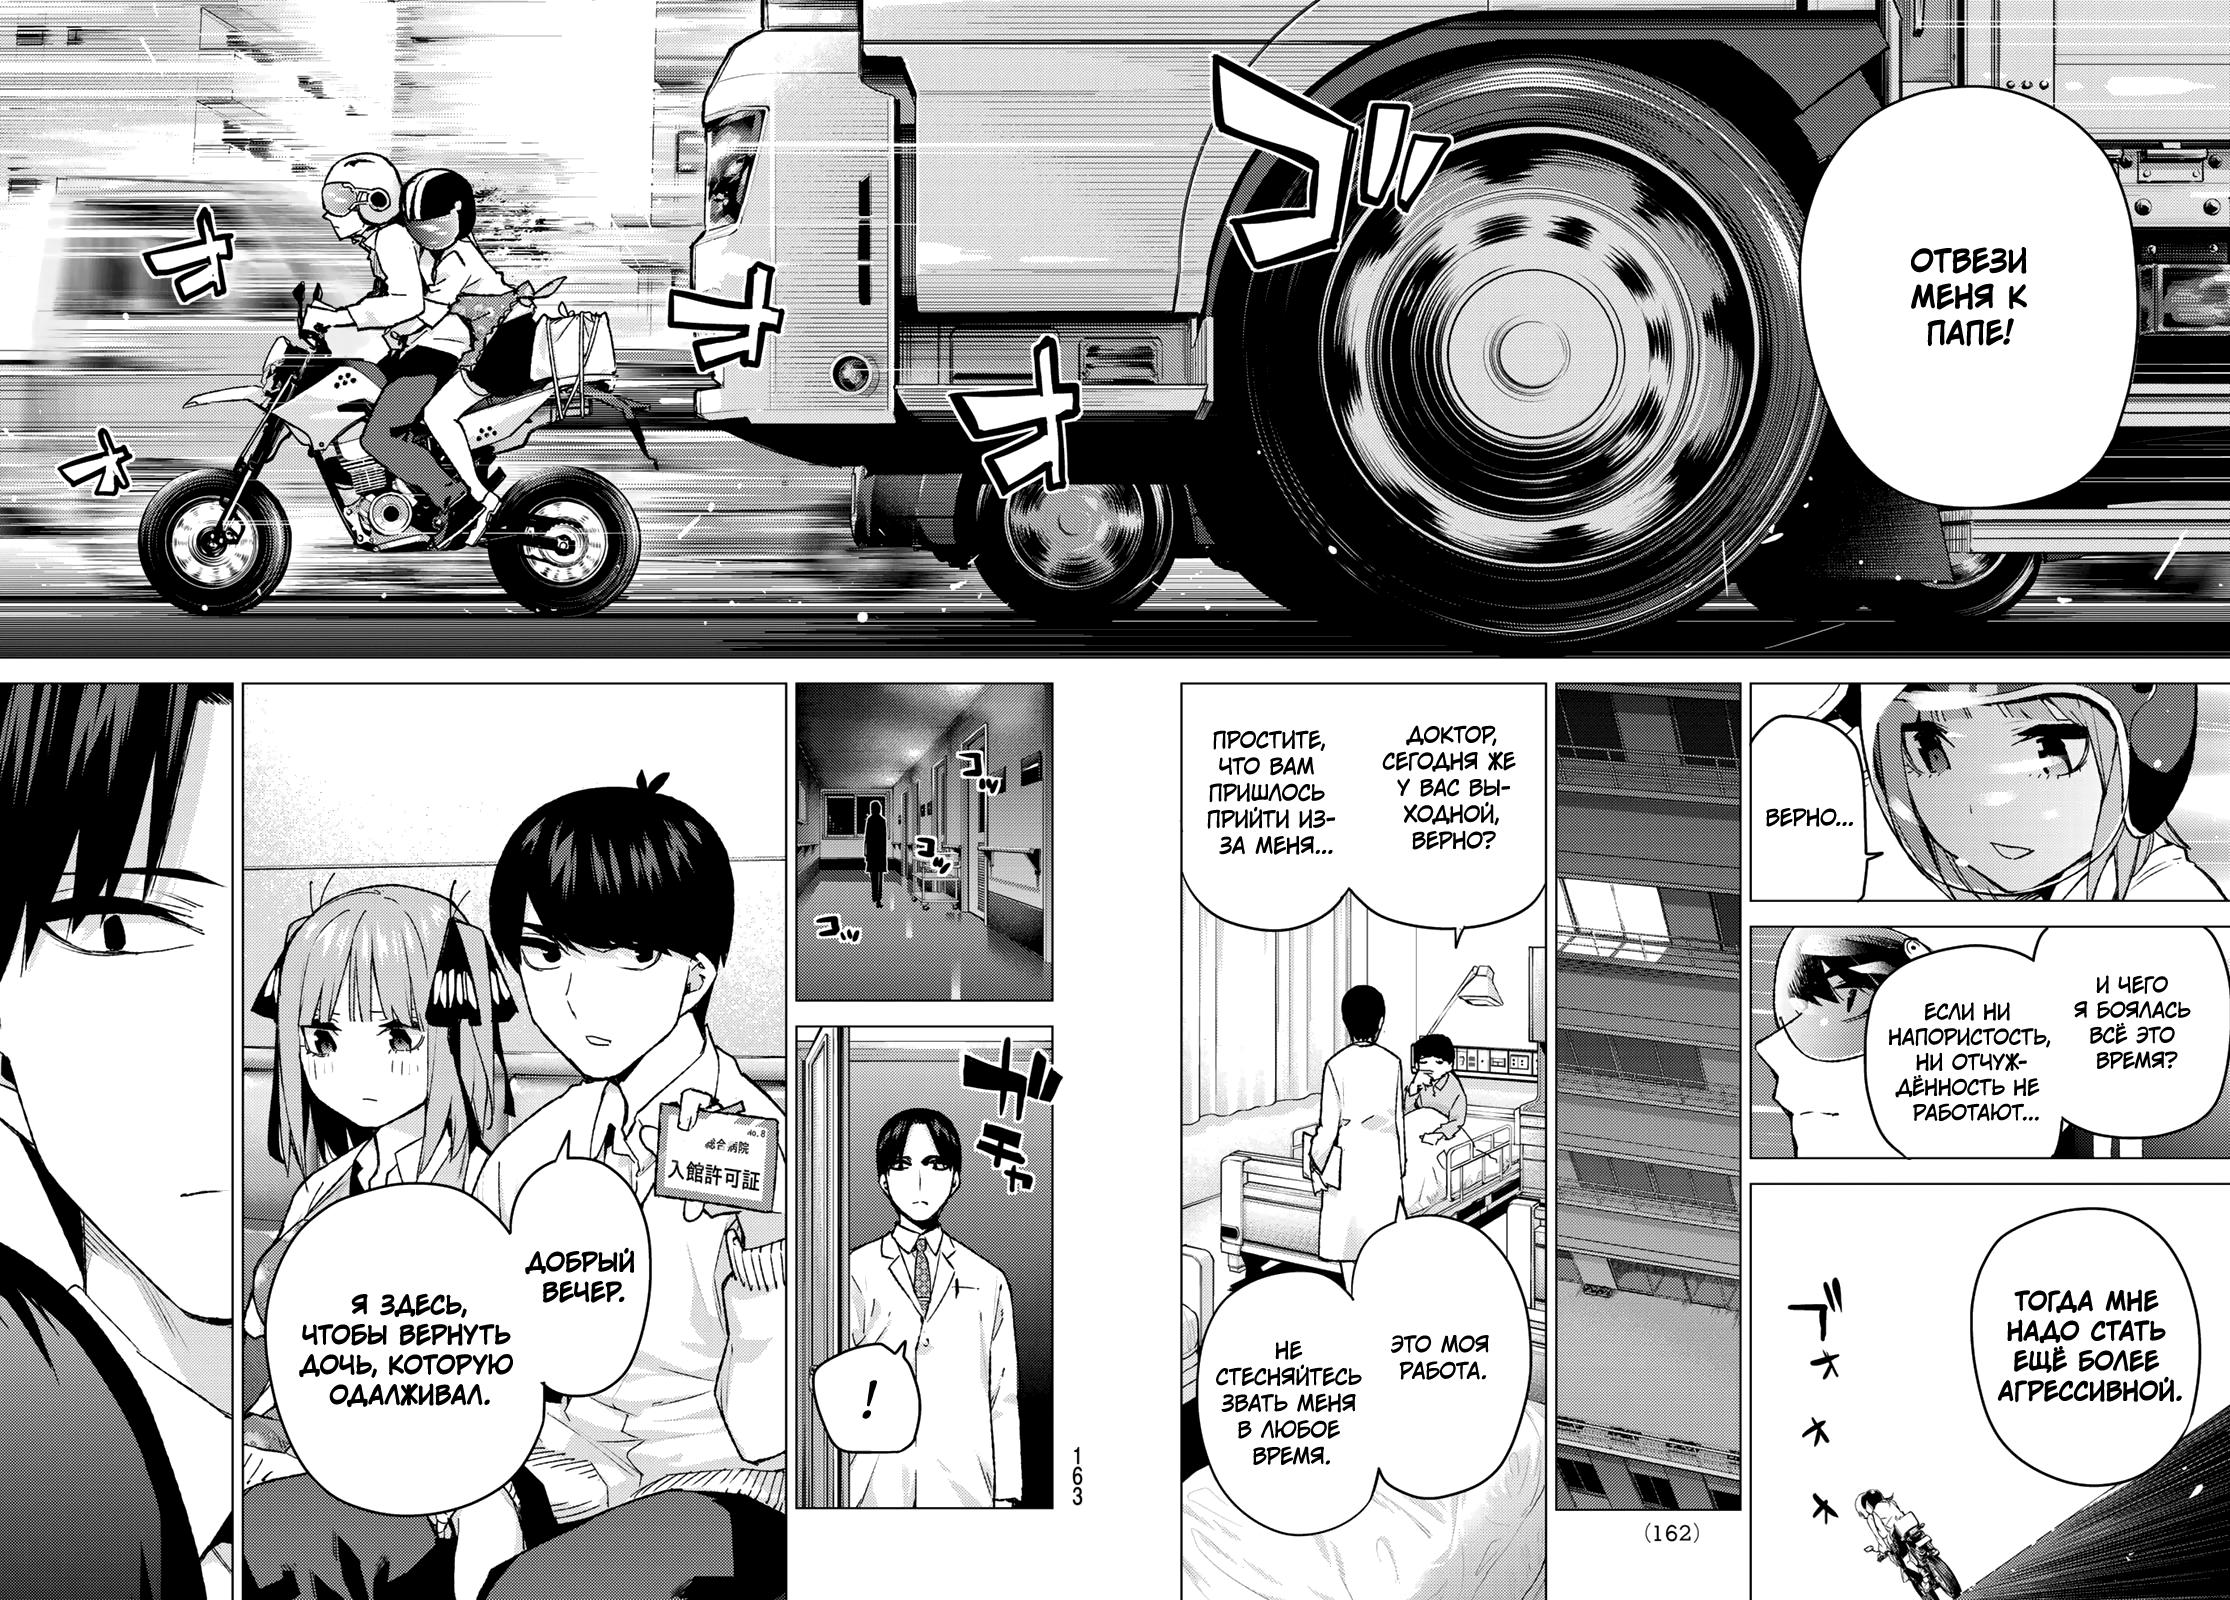 ОТВЕЗИ
МЕНЯ К
ПАПЕ!
ゴ"
オ
オ
オ
オ
ВЕРНО...
И ЧЕГО
Я БОЯЛАСЬ
ВСЁ ЭТО
ВРЕМЯ?
ЕСЛИ НИ
НАПОРИСТОСТЬ,
НИ ОТЧУЖ-
ДЁННОСТЬ НЕ
РАБОТАЮТ...
ТОГДА МНЕ
НАДО СТАТЬ
ЕЩЁ БОЛЕЕ
АГРЕССИВНОЙ.
ДОКТОР,
СЕГОДНЯ ЖЕ
У ВАС ВЫ-
ХОДНОЙ,
ВЕРНО?
ПРОСТИТЕ,
ЧТО ВАМ
ПРИШЛОСЬ
ПРИЙТИ ИЗ-
ЗА МЕНЯ...
ЭТО МОЯ
РАБОТА.
НЕ
СТЕСНЯЙТЕСЬ
ЗВАТЬ МЕНЯ
В ЛЮБОЕ
ВРЕМЯ.
(162)
コッ
コッ
コッ
ガチャ
!
ДОБРЫЙ
ВЕЧЕР.
Я ЗДЕСЬ,
ЧТОБЫ ВЕРНУТЬ
ДОЧЬ, КОТОРУЮ
ОДАЛЖИВАЛ.
No.8
総合病院
入館許可証
163